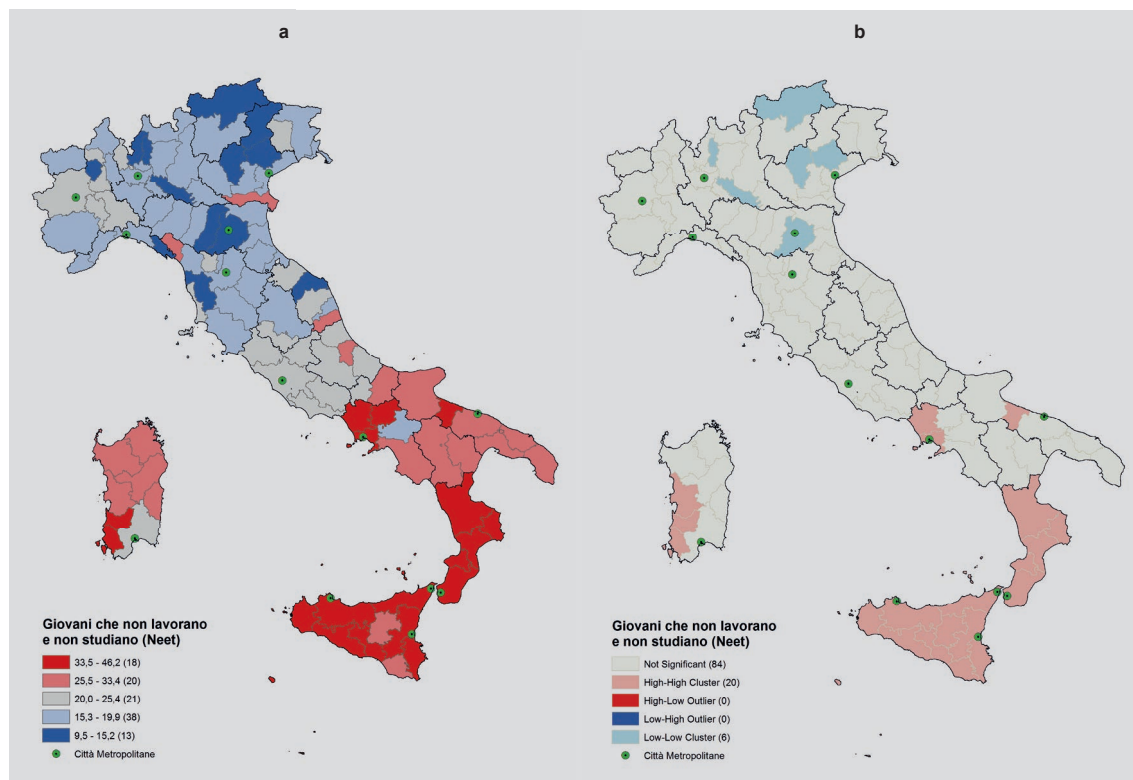 a
b
Giovani che non lavorano
e non studiano (Neet)
33,5 - 46,2 (18)
25,5 - 33,4 (20)
20,0 - 25,4 (21)
15,3 - 19,9 (38)
9,5 - 15,2 (13)
Città Metropolitane
Giovani che non lavorano
e non studiano (Neet)
Not Significant (84)
High-High Cluster (20)
High-Low Outlier (0)
Low-High Outlier (0)
Low-Low Cluster (6)
Città Metropolitane